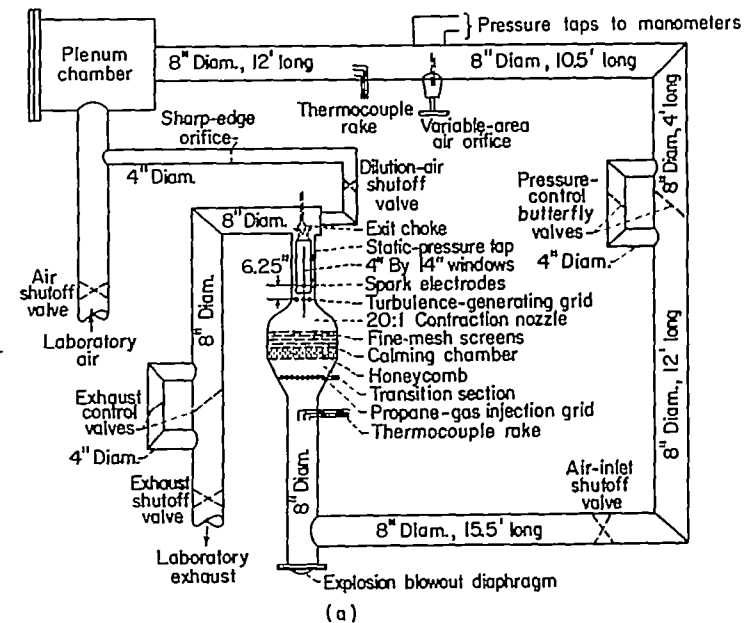 Pressure taps to manometers
Plenum
chamber
8" Diam., 12' long
8" Diam, 10.5' long
Thermocouple
rake
Variable-area
air orifice
8" Diam, 4' long
Sharp-edge
orifice
4" Diam.
Dilution-air
shutoff
valve
Pressure-
control
butterfly
valves
4" Diam.
8" Diam.
Exit choke
Static-pressure tap
6.25"
4" By 14" windows
Spark electrodes
Turbulence-generating grid
20:1 Contraction nozzle
Fine-mesh screens
Calming chamber
Honeycomb
Transition section
Propane-gas injection grid
Thermocouple rake
Air
shutoff
valve
Laboratory
air
8" Diam.
Exhaust
control
valves
4" Diam.
Exhaust
shutoff
valve
Laboratory
exhaust
8" Diam.
8" Diam., 12' long
Air-inlet
shutoff
valve
8" Diam., 15.5' long
Explosion blowout diaphragm
(a)